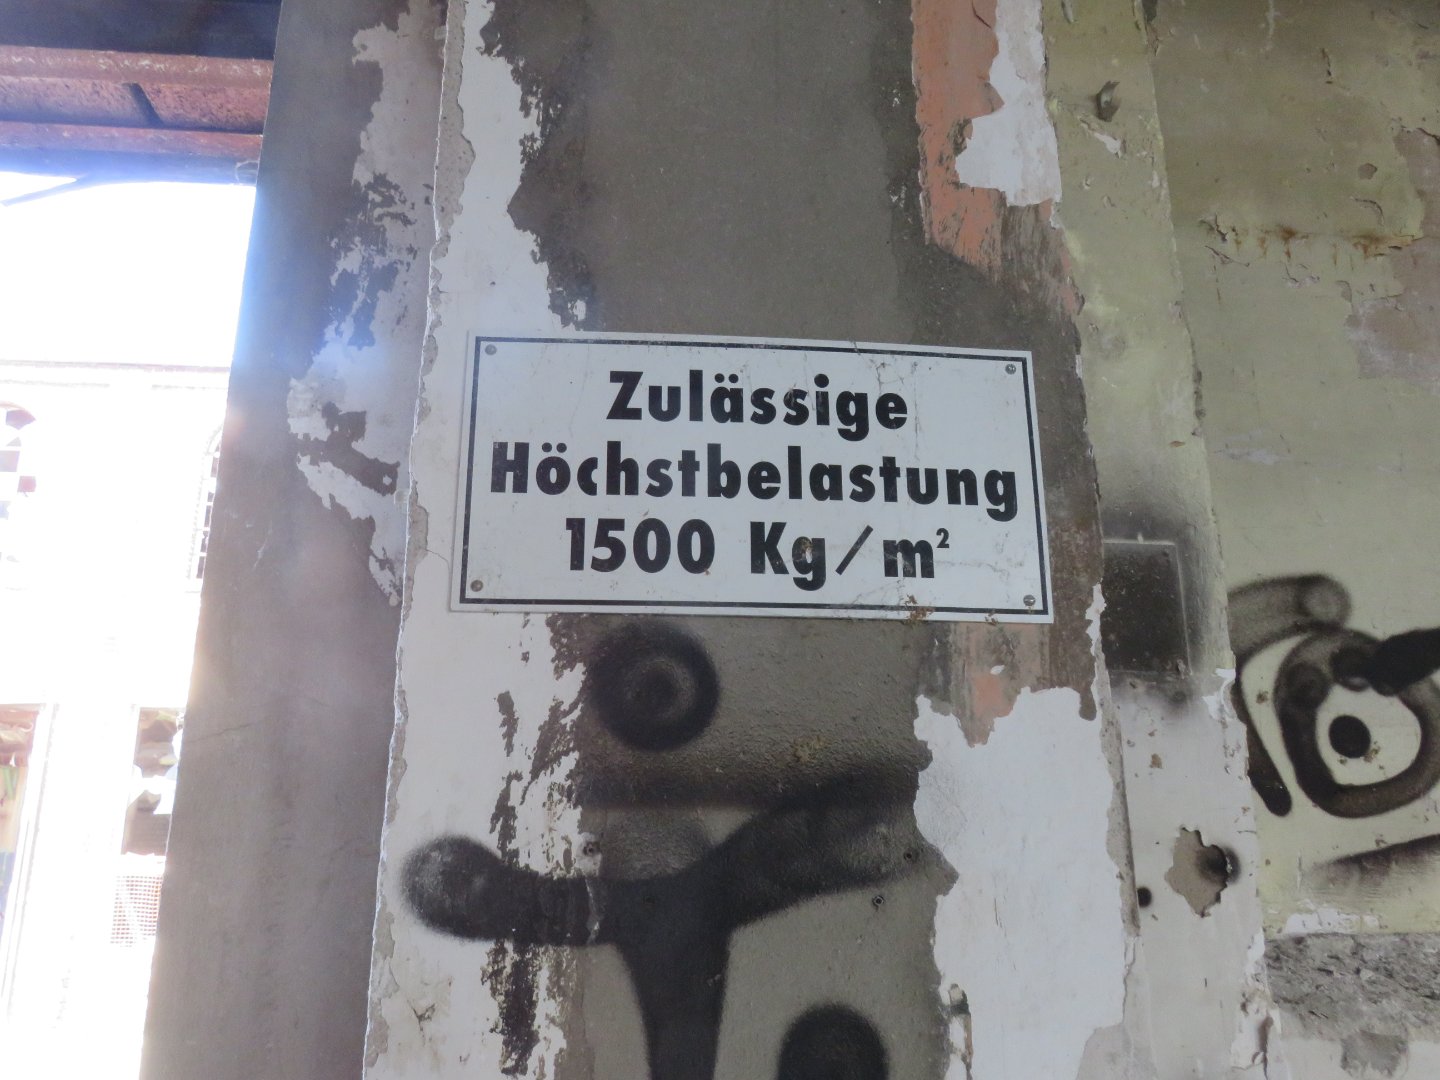 Zulässige
Höchstbelastung
1500 Kg/m²